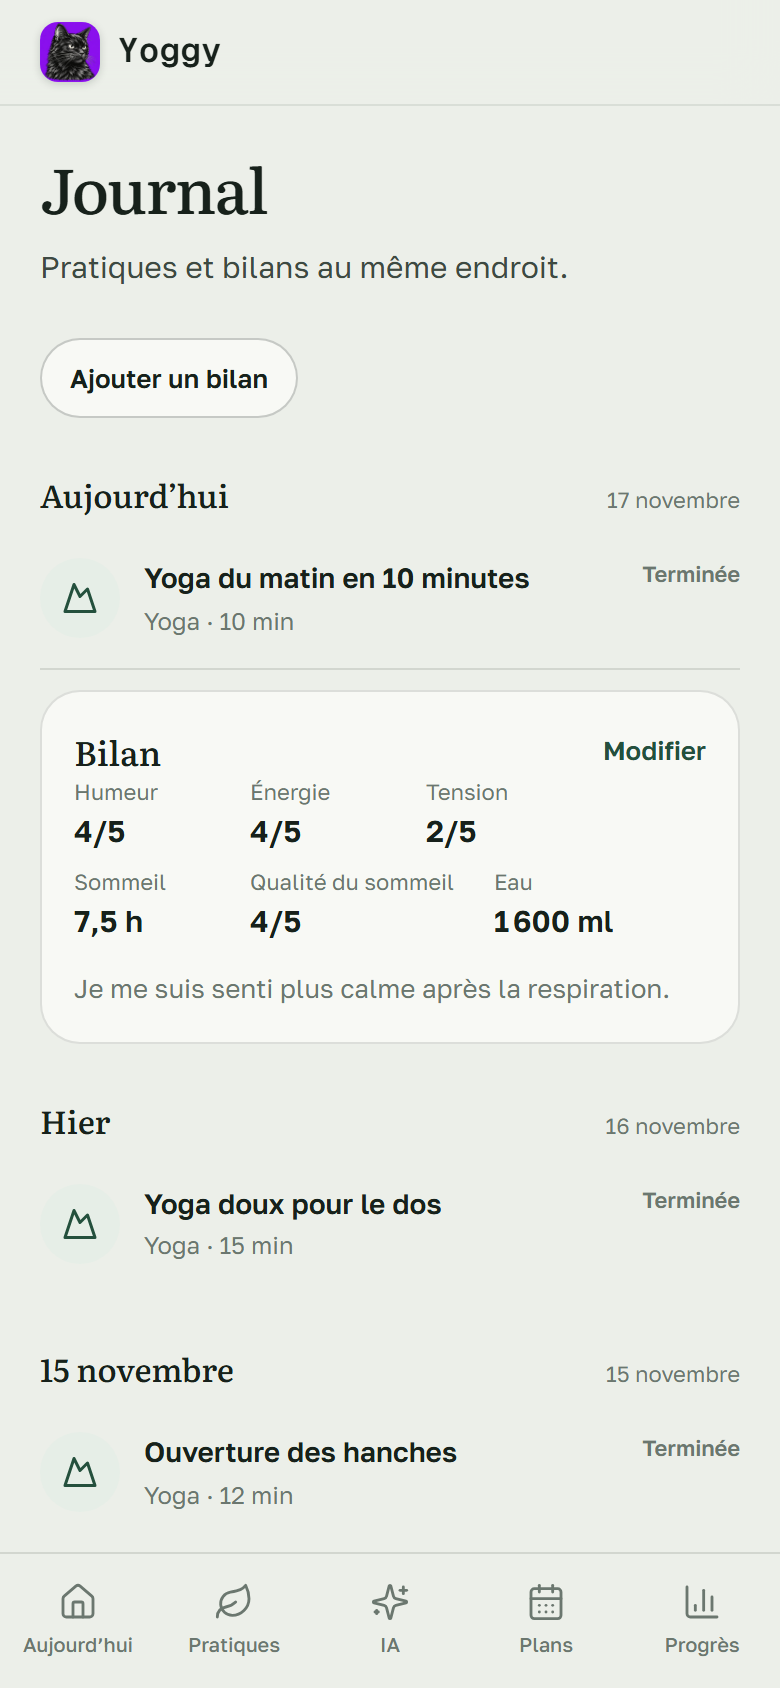 Yoggy
Journal
Pratiques et bilans au même endroit.
Ajouter un bilan
Aujourd’hui 17 novembre
Yoga du matin en 10 minutes Terminée
Yoga · 10 min
Bilan Modifier
Humeur Énergie Tension
4/5 4/5 2/5
Sommeil Qualité du sommeil Eau
7,5 h 4/5 1 600 ml
Je me suis senti plus calme après la respiration.
Hier 16 novembre
Yoga doux pour le dos Terminée
Yoga · 15 min
15 novembre 15 novembre
Ouverture des hanches Terminée
Yoga · 12 min
Aujourd’hui Pratiques IA Plans Progrès